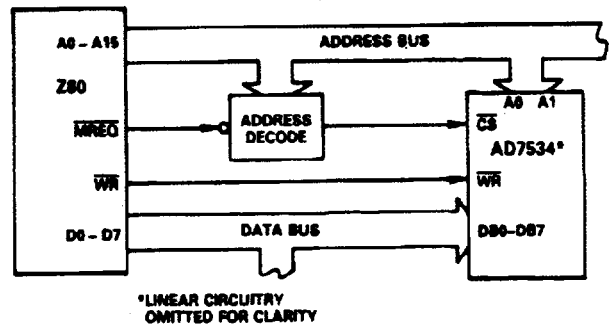 A0 – A15
ADDRESS BUS
Z80
A0 A1
MREQ
ADDRESS
DECODE
CS
AD7534*
WR
WR
D0 – D7
DATA BUS
DB0–DB7
*LINEAR CIRCUITRY
OMITTED FOR CLARITY